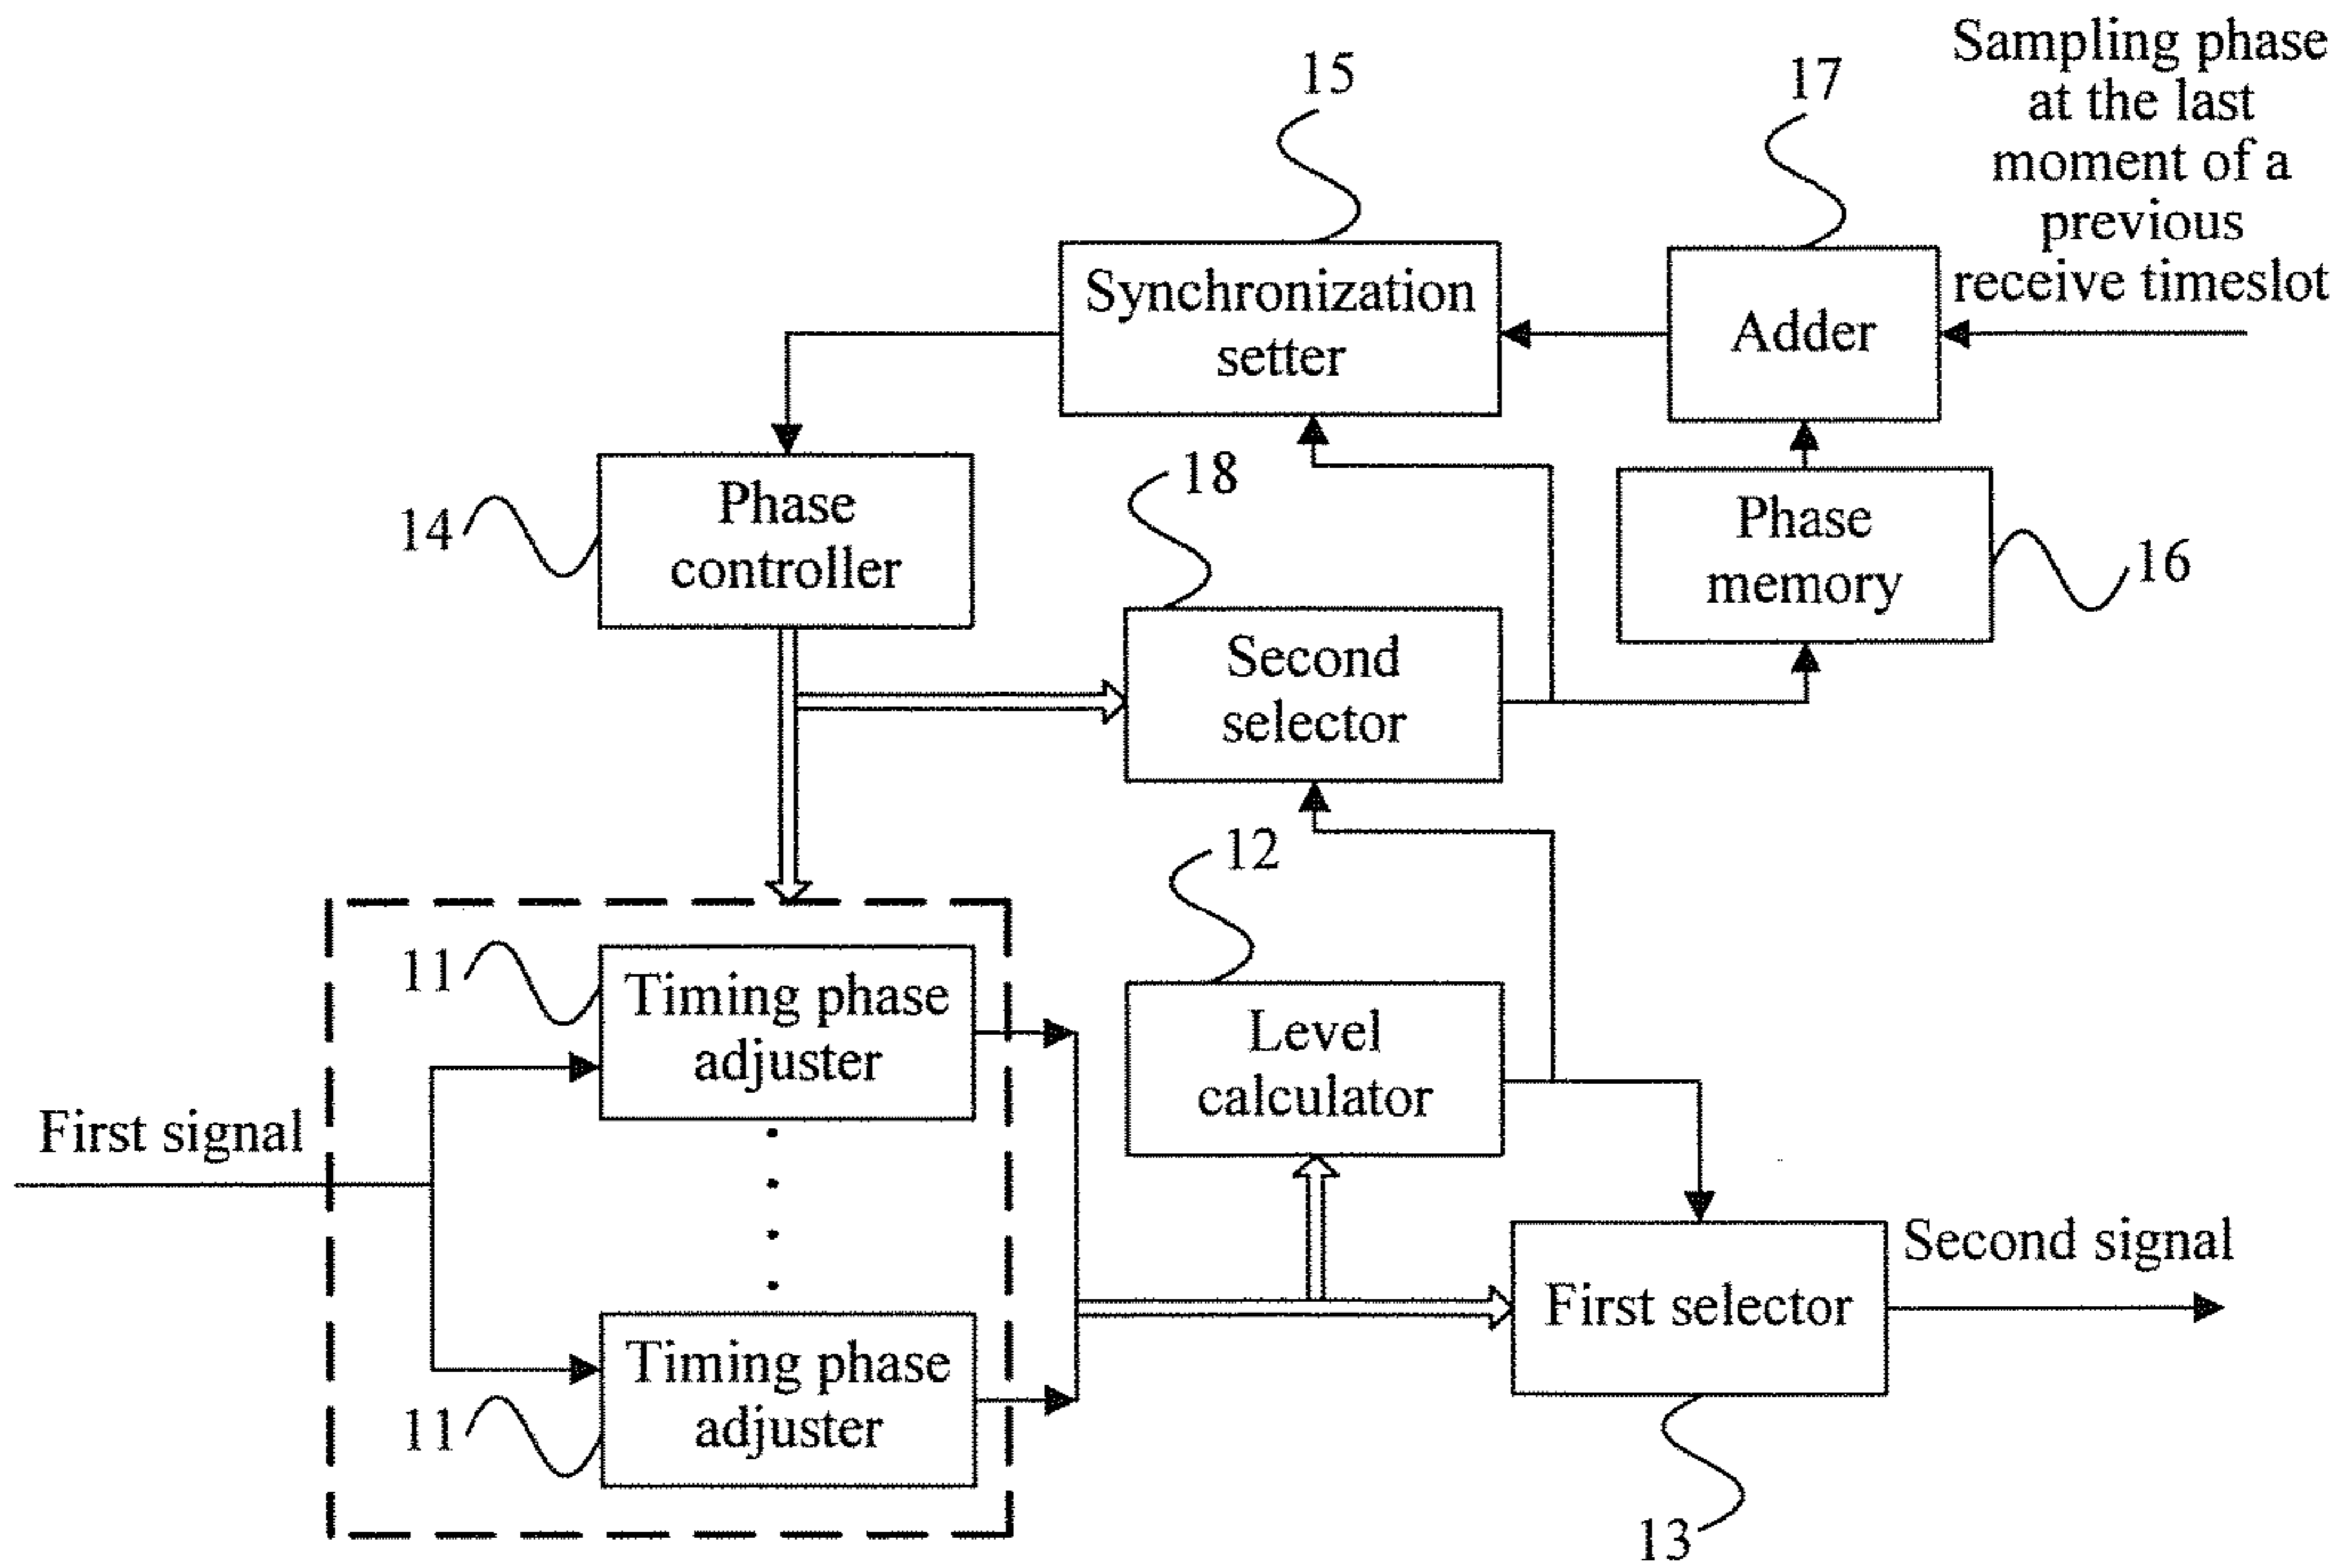 Sampling phase
at the last
moment of a
previous
receive timeslot
15
17
Synchronization
setter
Adder
14
Phase
controller
18
Phase
memory
16
Second
selector
12
11
Timing phase
adjuster
Level
calculator
First signal
Second signal
First selector
11
Timing phase
adjuster
13